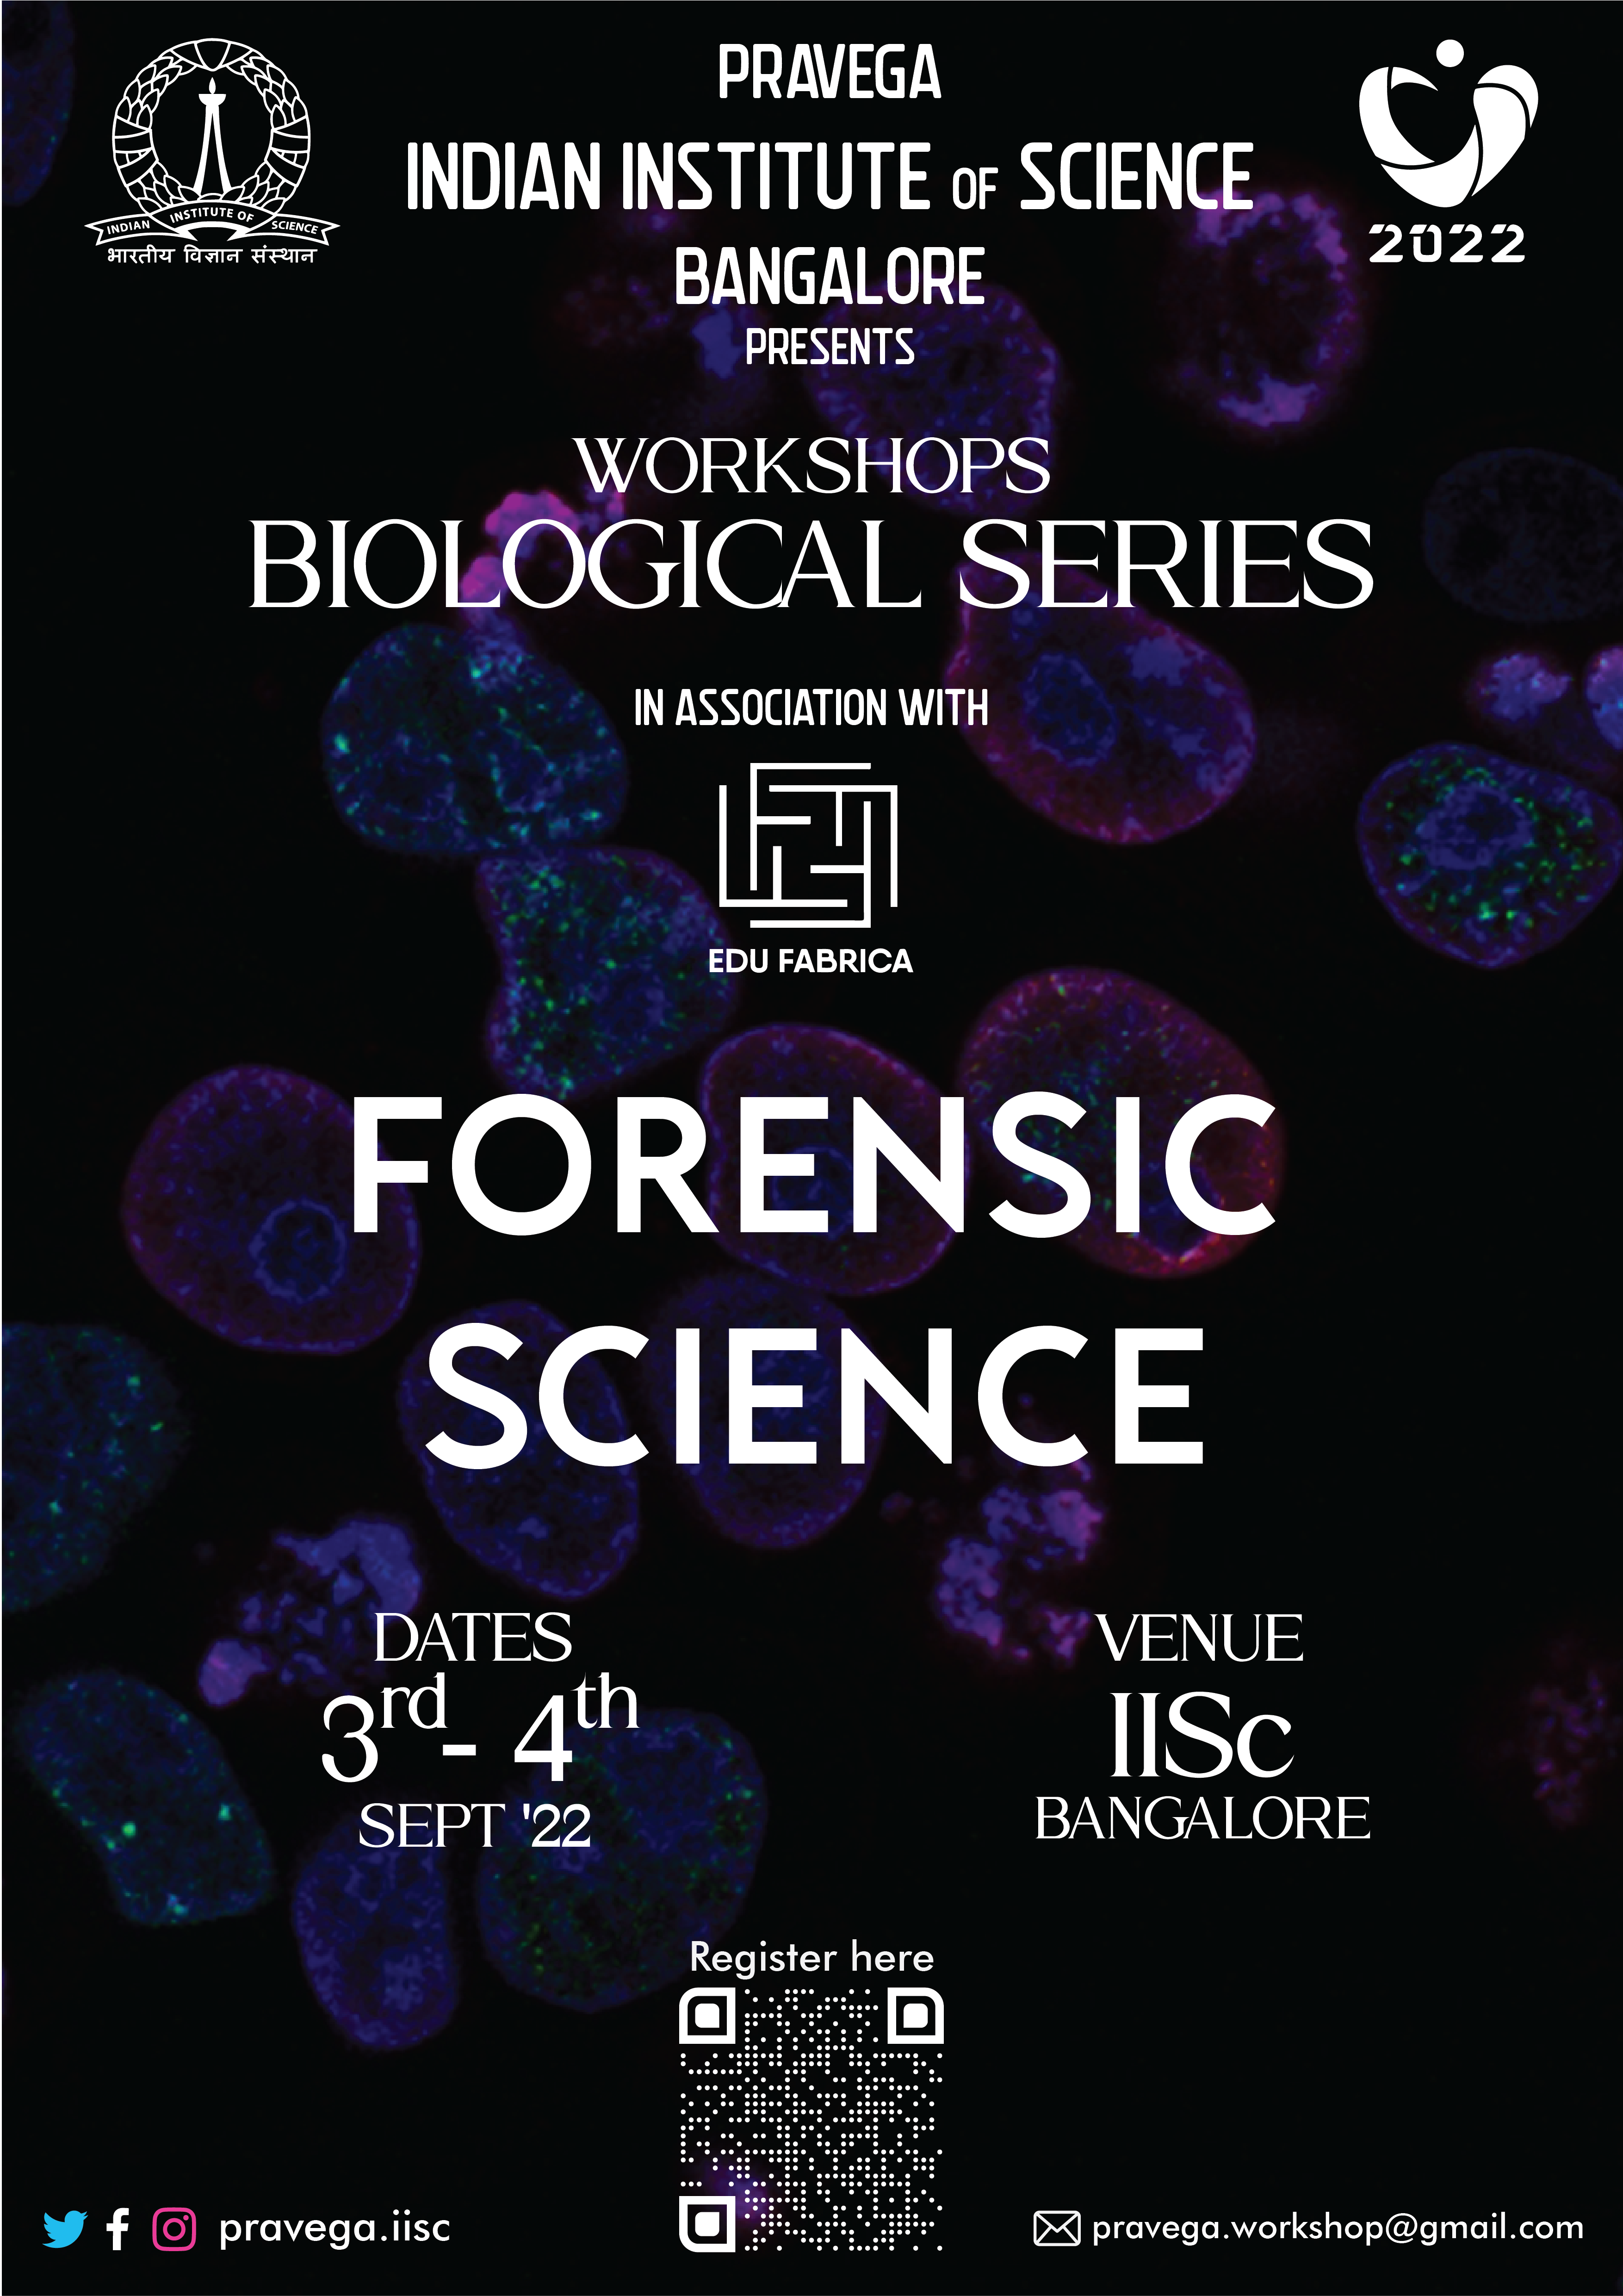 PRAVEGA
INDIAN INSTITUTE OF SCIENCE
BANGALORE
PRESENTS
INDIAN INSTITUTE OF SCIENCE
भारतीय विज्ञान संस्थान
2022
WORKSHOPS
BIOLOGICAL SERIES
IN ASSOCIATION WITH
EDU FABRICA
FORENSIC
SCIENCE
DATES
3rd- 4th
SEPT '22
VENUE
IISc
BANGALORE
Register here
pravega.iisc
pravega.workshop@gmail.com